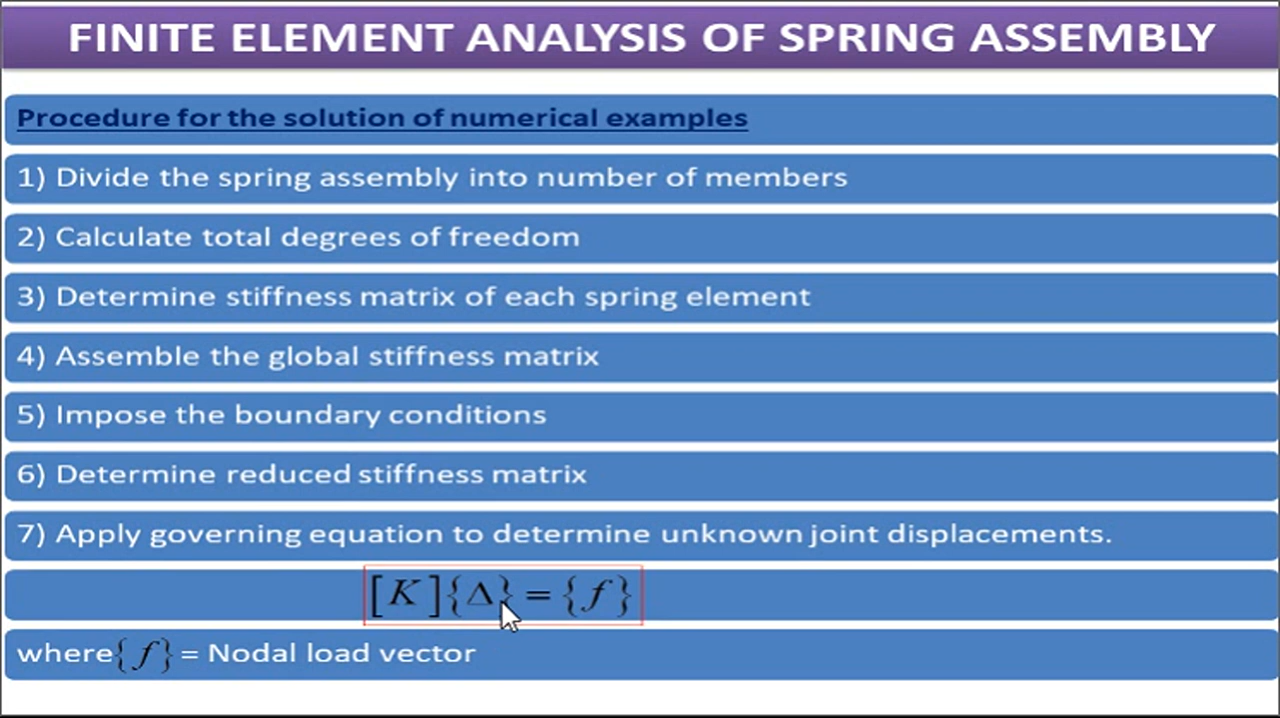 FINITE ELEMENT ANALYSIS OF SPRING ASSEMBLY
Procedure for the solution of numerical examples
1) Divide the spring assembly into number of members
2) Calculate total degrees of freedom
3) Determine stiffness matrix of each spring element
4) Assemble the global stiffness matrix
5) Impose the boundary conditions
6) Determine reduced stiffness matrix
7) Apply governing equation to determine unknown joint displacements.
[K]{Δ} = {f}
where{f} = Nodal load vector